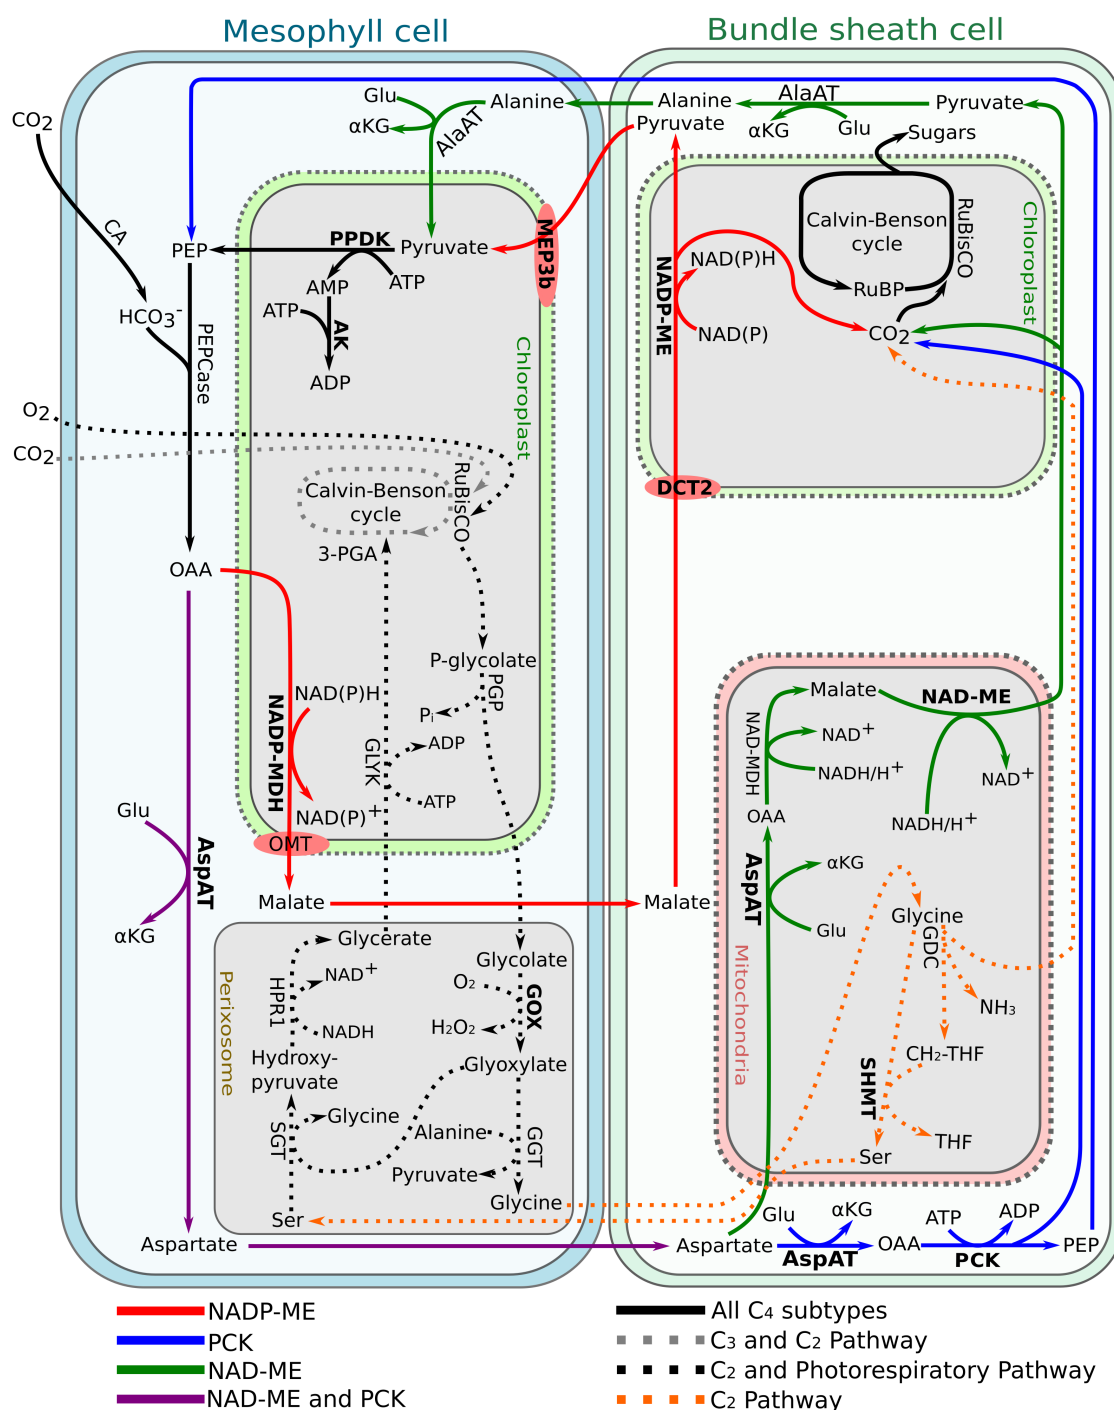 Mesophyll cell
Bundle sheath cell
CO2
Glu
αKG
AlaAT
Alanine
Alanine
Pyruvate
AlaAT
αKG
Glu
Pyruvate
Sugars
CA
HCO3-
PEP
PPDK
Pyruvate
AMP
ATP
ATP
AK
ADP
MEP3b
PEPCase
Chloroplast
NADP-ME
NAD(P)H
NAD(P)
Calvin-Benson
cycle
RuBisCO
RuBP
CO2
Chloroplast
DCT2
O2
CO2
Calvin-Benson
cycle
RuBisCO
3-PGA
OAA
P-glycolate
PGP
Pi
ADP
GLYK
ATP
NADP-MDH
NAD(P)H
NAD(P)+
OMT
Malate
Malate
Glu
AspAT
αKG
Malate
NAD-ME
NAD-MDH
NAD+
NADH/H+
NAD+
NADH/H+
OAA
AspAT
αKG
Glu
Mitochondria
Glycine
GDC
NH3
CH2-THF
SHMT
THF
Ser
Perixosome
Glycerate
NAD+
HPR1
NADH
Hydroxy-
pyruvate
Glycine
SGT
Ser
Glycolate
O2
GOX
H2O2
Glyoxylate
Alanine
GGT
Pyruvate
Glycine
Aspartate
Aspartate
Glu
αKG
AspAT
OAA
ATP
ADP
PCK
PEP
NADP-ME
PCK
NAD-ME
NAD-ME and PCK
All C4 subtypes
C3 and C2 Pathway
C2 and Photorespiratory Pathway
C2 Pathway